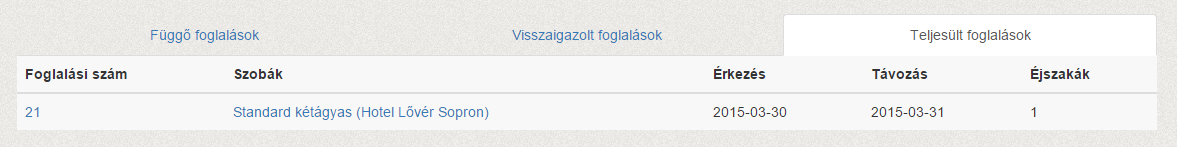 Függő foglalások Visszaigazolt foglalások Teljesült foglalások
Foglalási szám Szobák Érkezés Távozás Éjszakák
21 Standard kétágyas (Hotel Lővér Sopron) 2015-03-30 2015-03-31 1